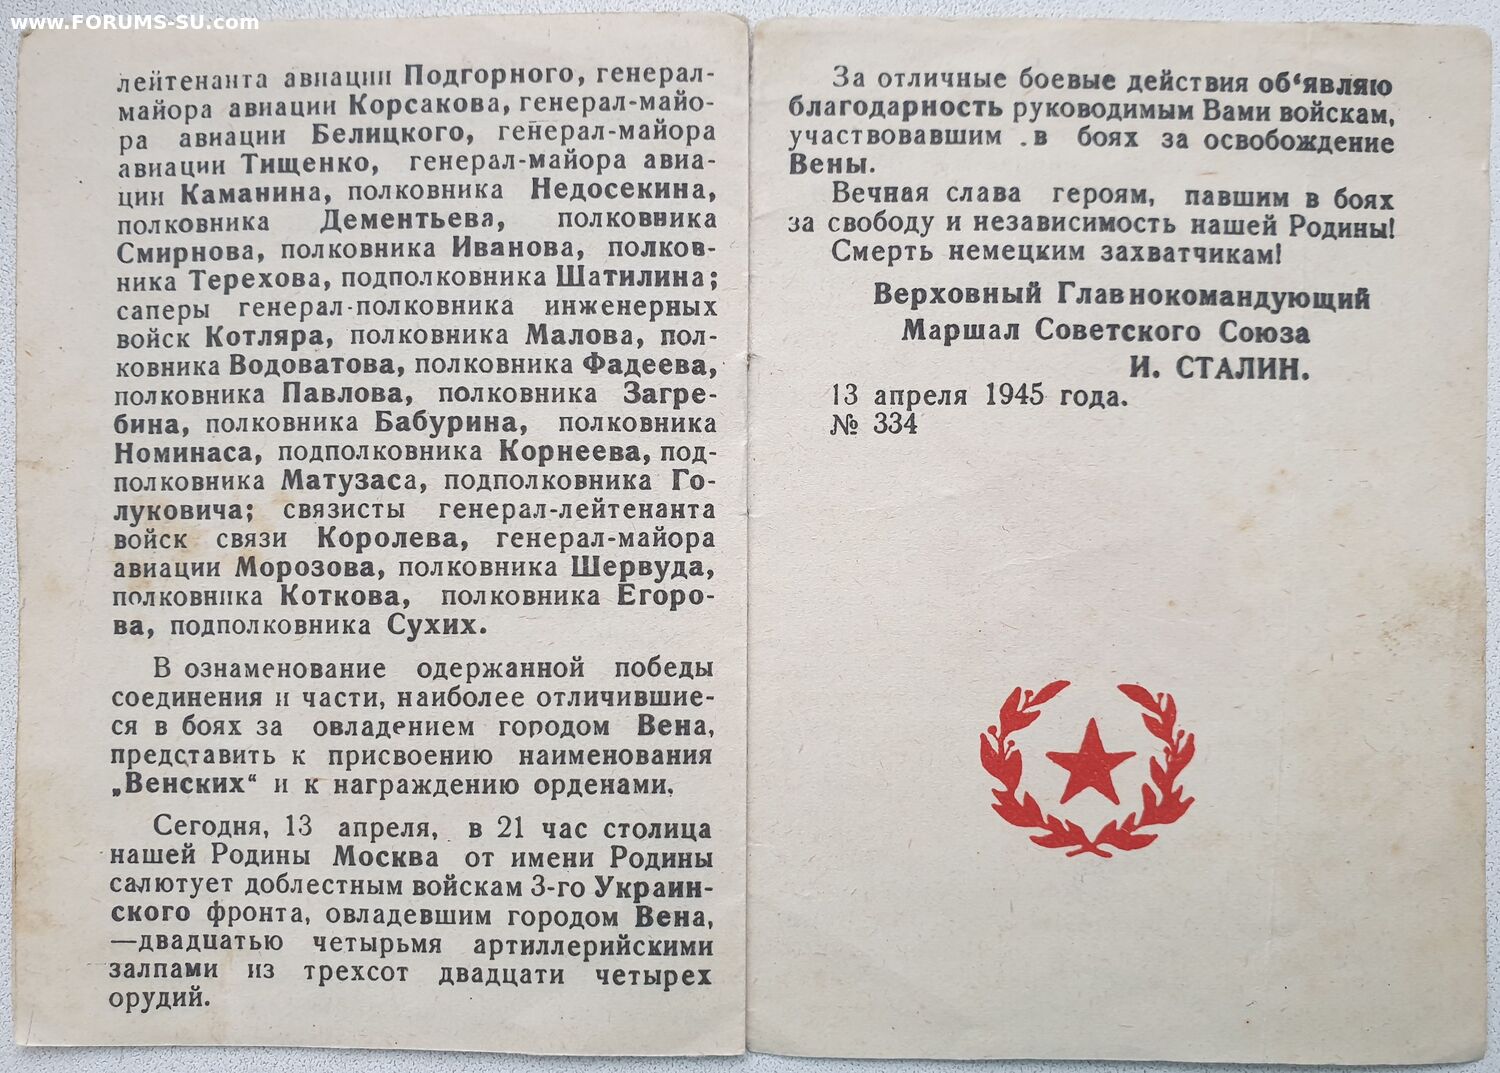 www.FORUMS-SU.com
лейтенанта авиации Подгорного, генерал-
майора авиации Корсакова, генерал-майо-
ра авиации Белицкого, генерал-майора
авиации Тищенко, генерал-майора авиа-
ции Каманина, полковника Недосекина,
полковника Дементьева, полковника
Смирнова, полковника Иванова, полков-
ника Терехова, подполковника Шатилина;
саперы генерал-полковника инженерных
войск Котляра, полковника Малова, пол-
ковника Водоватова, полковника Фадеева,
полковника Павлова, полковника Загре-
бина, полковника Бабурина, полковника
Номинаса, подполковника Корнеева, под-
полковника Матузаса, подполковника Го-
луковича; связисты генерал-лейтенанта
войск связи Королева, генерал-майора
авиации Морозова, полковника Шервуда,
полковника Коткова, полковника Егоро-
ва, подполковника Сухих.
В ознаменование одержанной победы
соединения и части, наиболее отличившие-
ся в боях за овладением городом Вена,
представить к присвоению наименования
„Венских“ и к награждению орденами.
Сегодня, 13 апреля, в 21 час столица
нашей Родины Москва от имени Родины
салютует доблестным войскам 3-го Украин-
ского фронта, овладевшим городом Вена,
—двадцатью четырьмя артиллерийскими
залпами из трехсот двадцати четырех
орудий.
За отличные боевые действия об‘являю
благодарность руководимым Вами войскам,
участвовавшим в боях за освобождение
Вены.
Вечная слава героям, павшим в боях
за свободу и независимость нашей Родины!
Смерть немецким захватчикам!
Верховный Главнокомандующий
Маршал Советского Союза
И. СТАЛИН.
13 апреля 1945 года.
№ 334